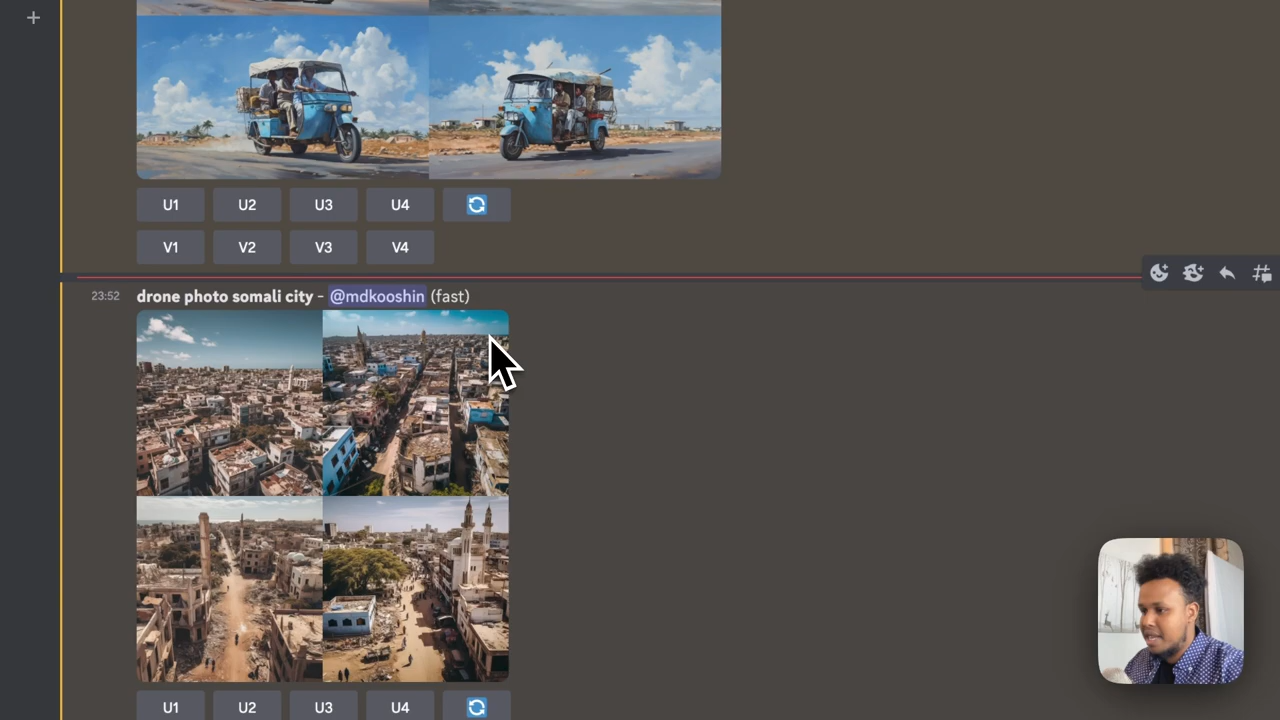 U1 U2 U3 U4
V1 V2 V3 V4
23:52 drone photo somali city - @mdkooshin (fast)
U1 U2 U3 U4